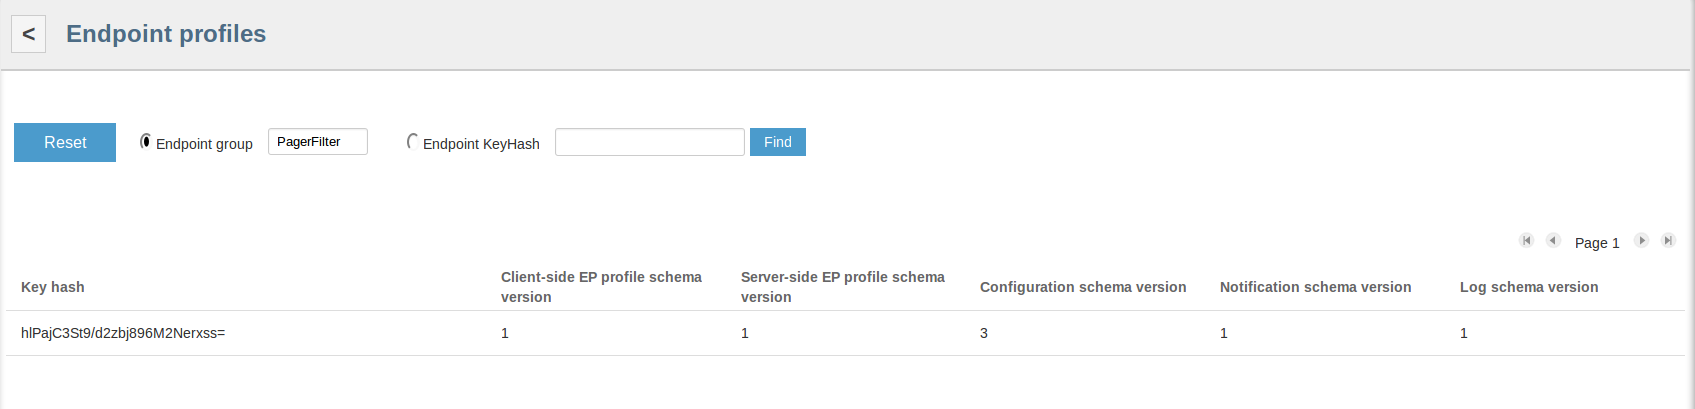 < Endpoint profiles
Reset Endpoint group PagerFilter Endpoint KeyHash Find
Page 1
Key hash Client-side EP profile schema version Server-side EP profile schema version Configuration schema version Notification schema version Log schema version
hlPajC3St9/d2zbj896M2Nerxss= 1 1 3 1 1